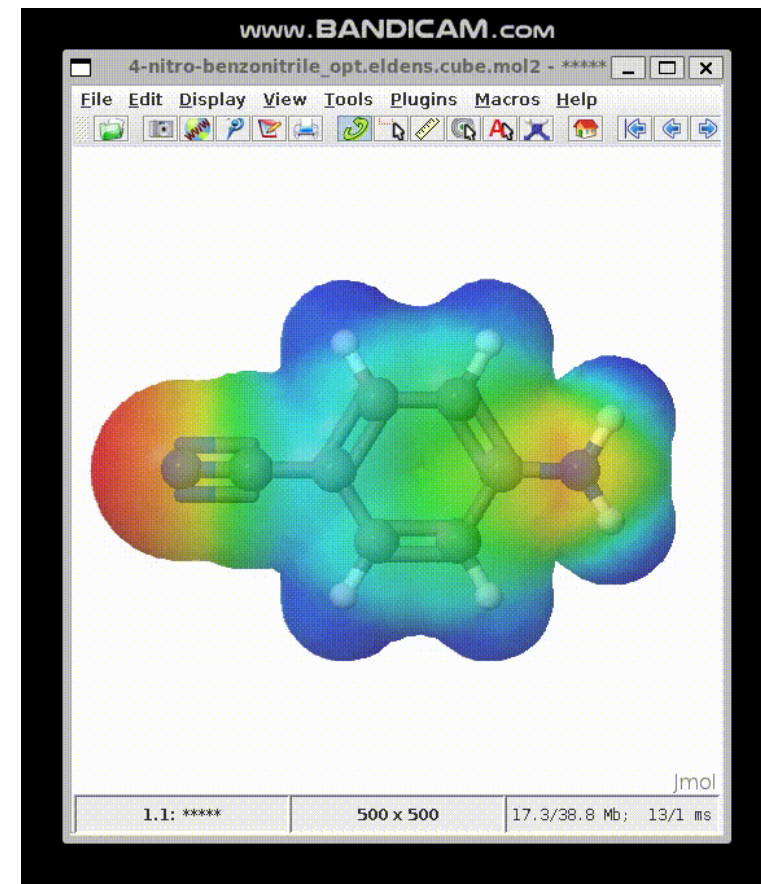 www.BANDICAM.com
4-nitro-benzonitrile_opt.eldens.cube.mol2 - *****
File Edit Display View Tools Plugins Macros Help
Jmol
1.1: ***** 500 x 500 17.3/38.8 Mb; 13/1 ms